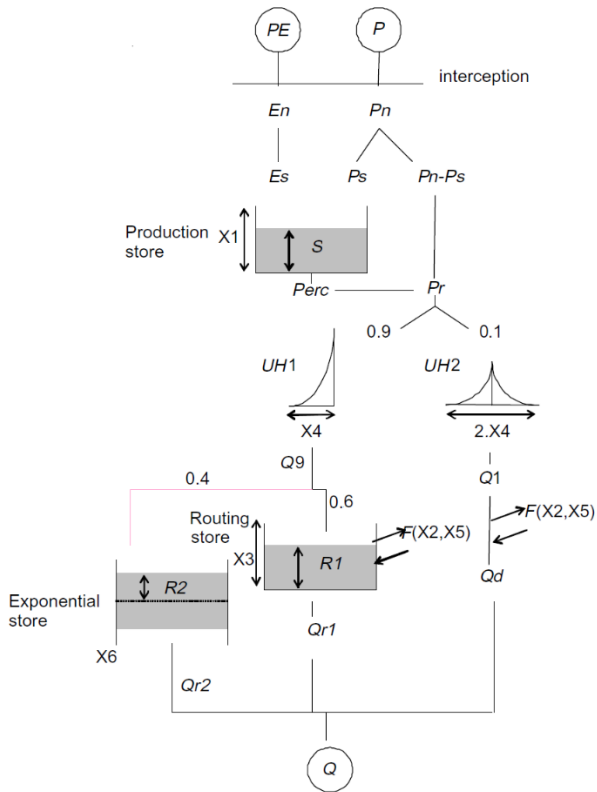 PE P
interception
En Pn
Es Ps Pn-Ps
Production
store
X1
S
Perc Pr
0.9 0.1
UH1 UH2
X4 2.X4
Q9 Q1
0.4 0.6
Routing
store
F(X2,X5) F(X2,X5)
X3
R1
R2
Qd
Exponential
store
X6
Qr1
Qr2
Q